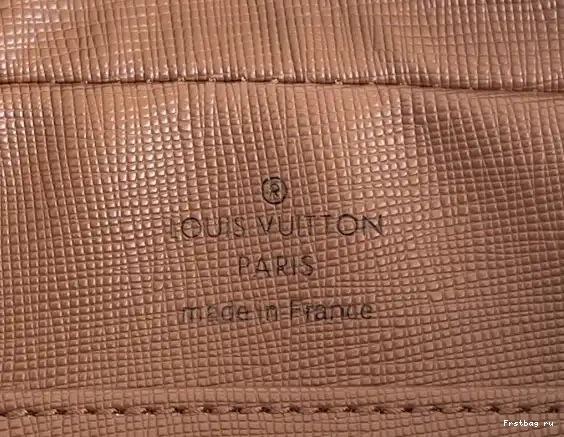 ®
LOUIS VUITTON
PARIS
made in France
Frstbag ru